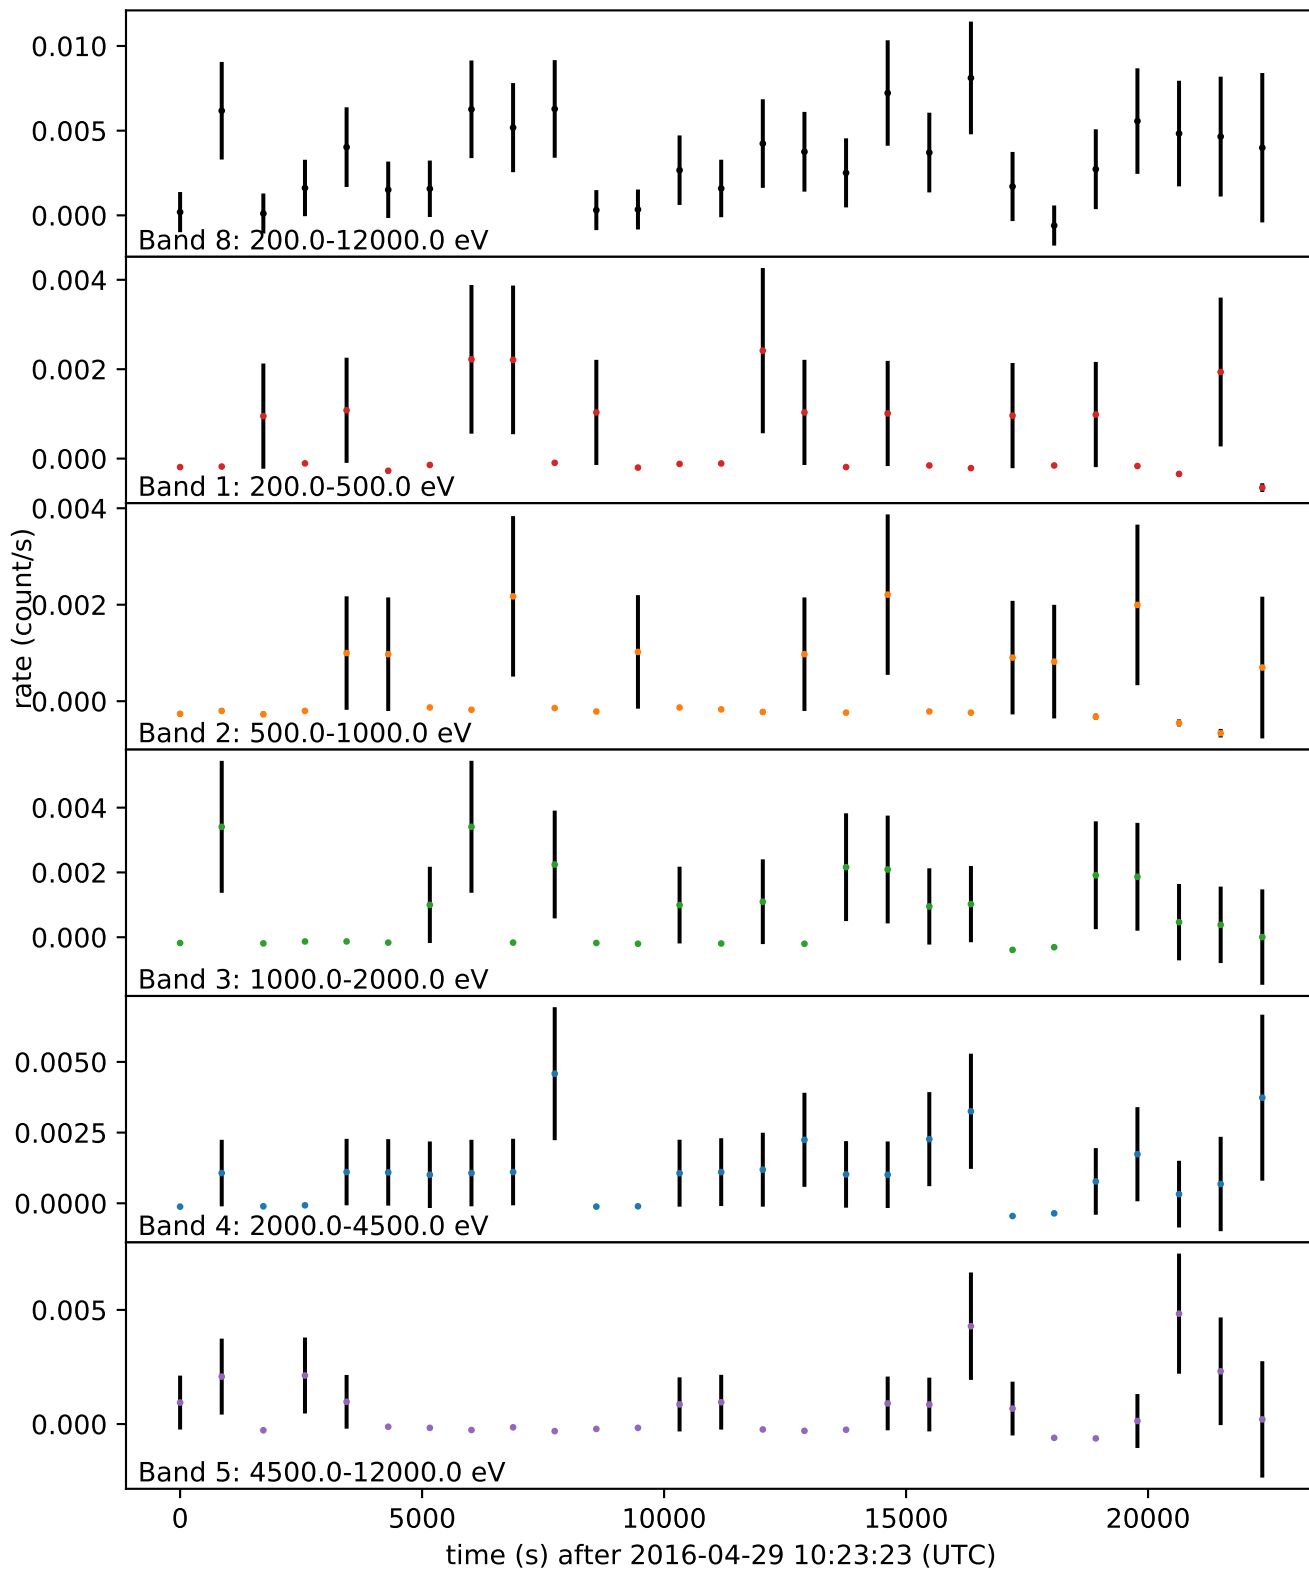 0.010
0.005
0.000
Band 8: 200.0-12000.0 eV
0.004
0.002
0.000
Band 1: 200.0-500.0 eV
0.004
0.002
0.000
Band 2: 500.0-1000.0 eV
rate (count/s)
0.004
0.002
0.000
Band 3: 1000.0-2000.0 eV
0.0050
0.0025
0.0000
Band 4: 2000.0-4500.0 eV
0.005
0.000
Band 5: 4500.0-12000.0 eV
0 5000 10000 15000 20000
time (s) after 2016-04-29 10:23:23 (UTC)